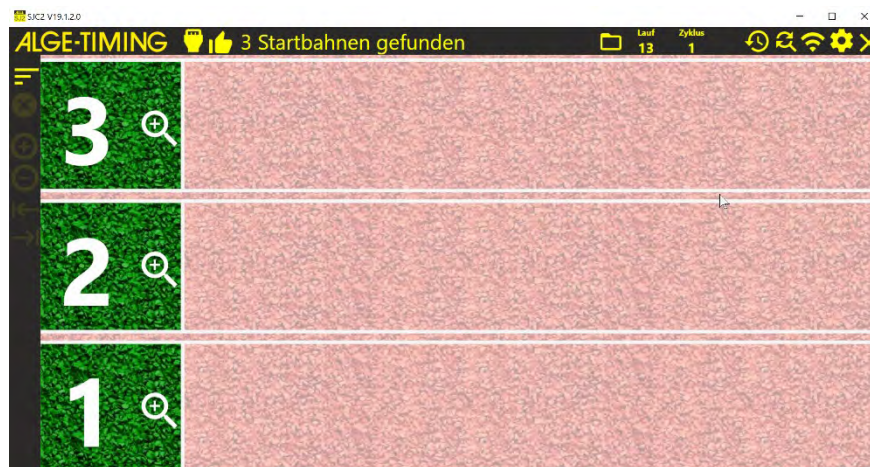 SJC2 V19.1.2.0
ALGE-TIMING 3 Startbahnen gefunden
Lauf Zyklus
13 1
3
2
1